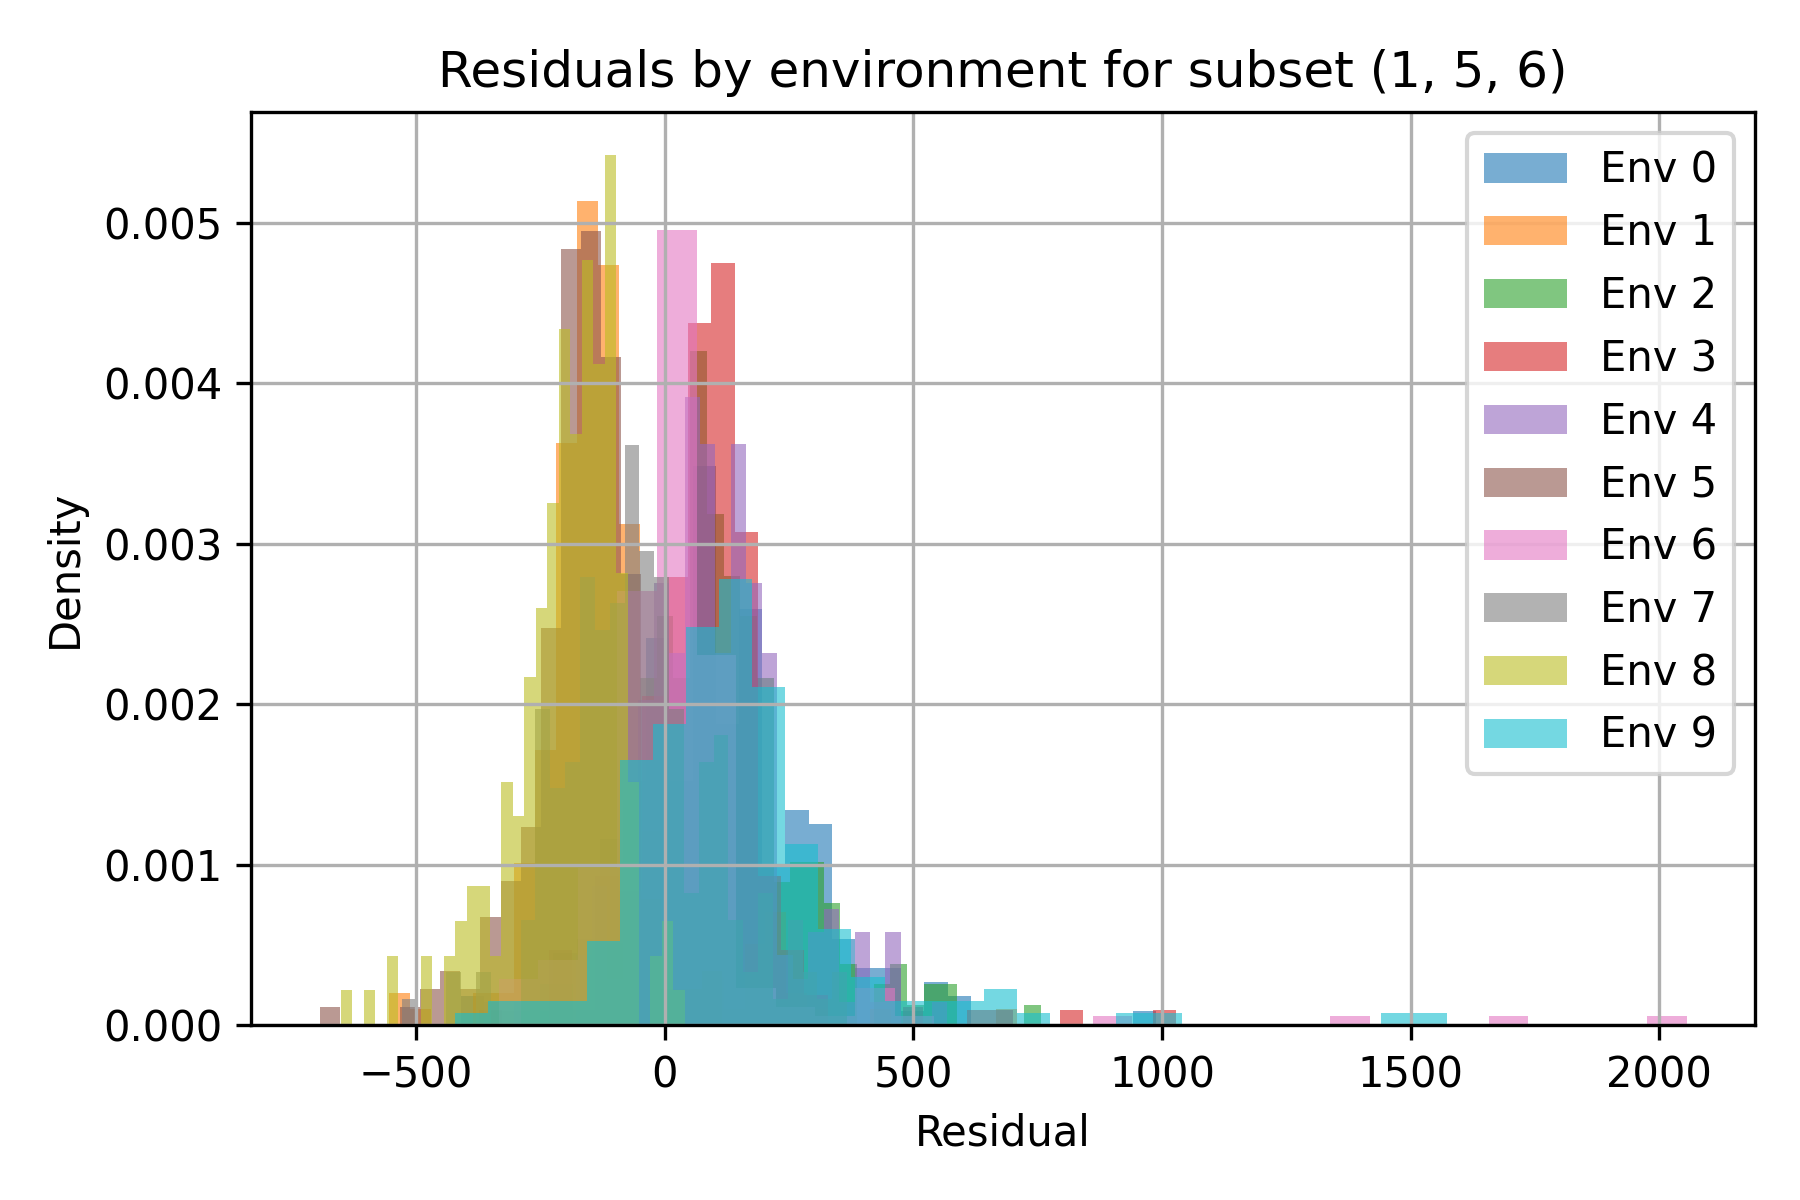 Residuals by environment for subset (1, 5, 6)
Density
0.005
0.004
0.003
0.002
0.001
0.000
−500
0
500
1000
1500
2000
Residual
Env 0
Env 1
Env 2
Env 3
Env 4
Env 5
Env 6
Env 7
Env 8
Env 9